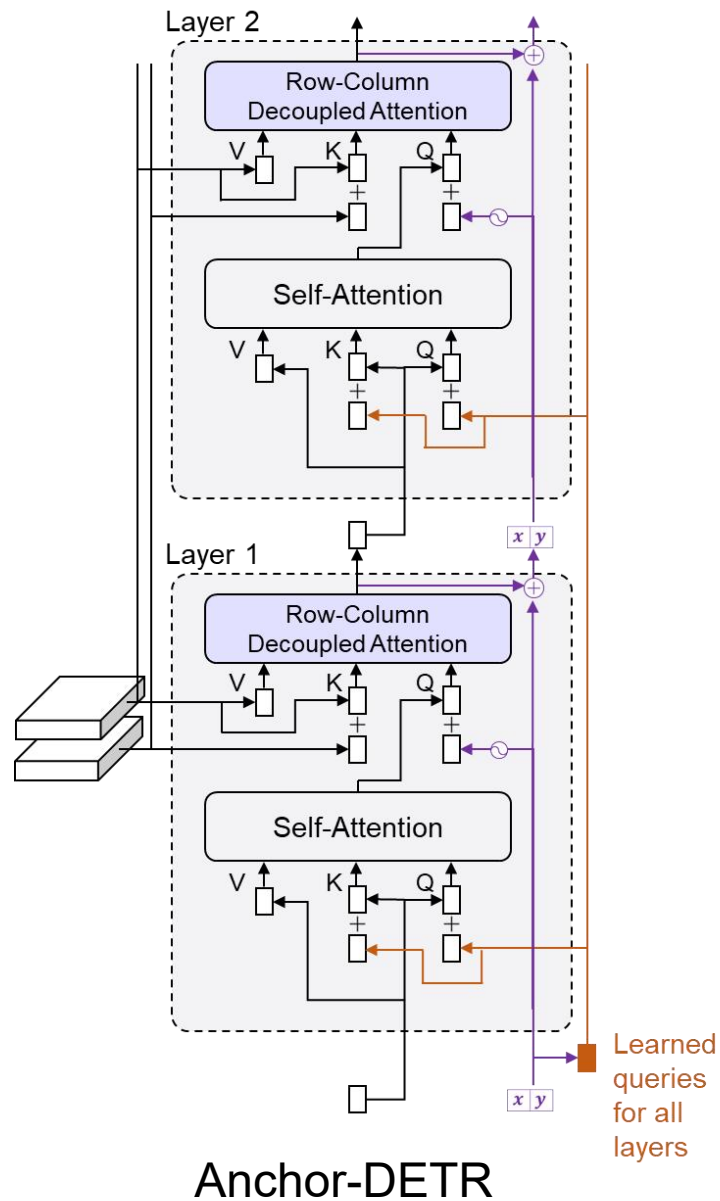 Layer 2
Row-Column
Decoupled Attention
V K Q
+ +
Self-Attention
V K Q
+ +
x y
Layer 1
Row-Column
Decoupled Attention
V K Q
+ +
Self-Attention
V K Q
+ +
Learned
queries
for all
layers
x y
Anchor-DETR